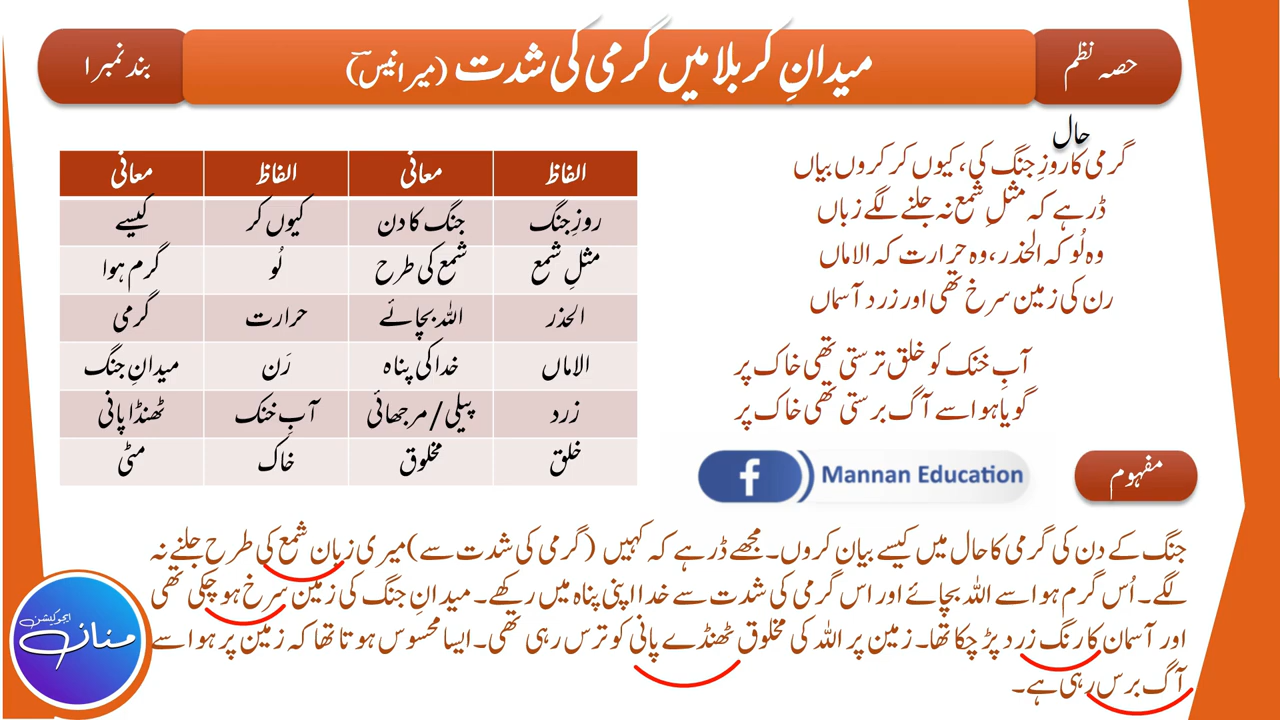 حصہ نظم
میدانِ کربلا میں گرمی کی شدت (میرانیسؔ)
بند نمبر ۱
حال
گرمی کا روزِ جنگ کی، کیوں کر کروں بیاں
ڈر ہے کہ مثلِ شمع نہ جلنے لگے زباں
وہ لُو کہ الحذر، وہ حرارت کہ الاماں
رن کی زمین سرخ تھی اور زرد آسماں
آبِ خنک کو خلق ترستی تھی خاک پر
گویا ہوا سے آگ برستی تھی خاک پر
الفاظ معانی الفاظ معانی
روزِ جنگ جنگ کا دن کیوں کر کیسے
مثلِ شمع شمع کی طرح لُو گرم ہوا
الحذر اللہ بچائے حرارت گرمی
الاماں خدا کی پناہ رَن میدانِ جنگ
زرد پیلی / مرجھائی آبِ خنک ٹھنڈا پانی
خلق مخلوق خاک مٹی
f Mannan Education
مفہوم
جنگ کے دن کی گرمی کا حال میں کیسے بیان کروں۔ مجھے ڈر ہے کہ کہیں (گرمی کی شدت سے) میری زبان شمع کی طرح جلنے نہ
لگے۔ اُس گرم ہوا سے اللہ بچائے اور اس گرمی کی شدت سے خدا اپنی پناہ میں رکھے۔ میدانِ جنگ کی زمین سرخ ہو چکی تھی
اور آسمان کا رنگ زرد پڑ چکا تھا۔ زمین پر اللہ کی مخلوق ٹھنڈے پانی کو ترس رہی تھی۔ ایسا محسوس ہوتا تھا کہ زمین پر ہوا سے
آگ برس رہی ہے۔
منان ایجوکیشن